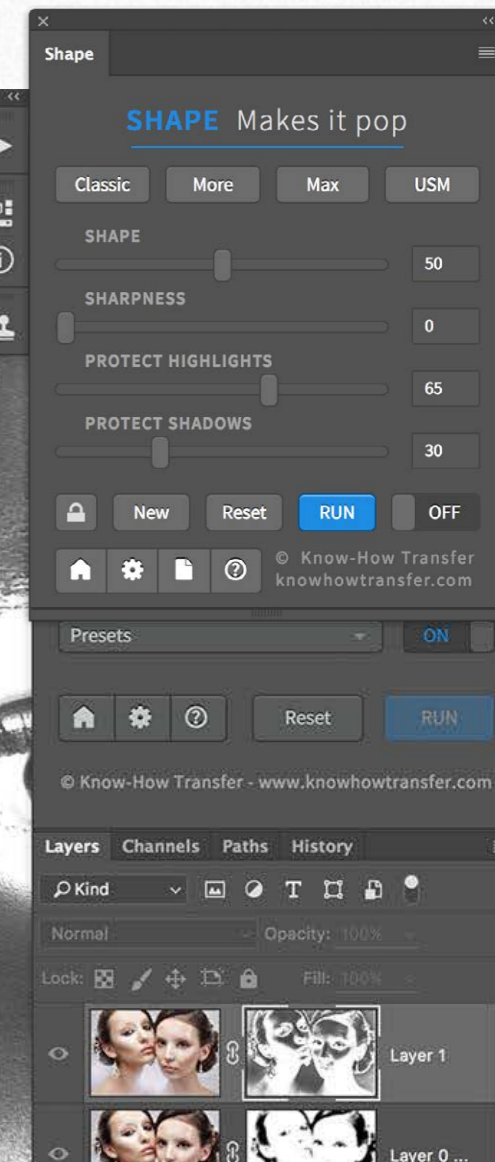 Shape
SHAPE Makes it pop
Classic More Max USM
SHAPE
50
SHARPNESS
0
PROTECT HIGHLIGHTS
65
PROTECT SHADOWS
30
New Reset RUN OFF
© Know-How Transfer
knowhowtransfer.com
Presets ON
Reset RUN
© Know-How Transfer - www.knowhowtransfer.com
Layers Channels Paths History
Kind
Normal Opacity: 100%
Lock: Fill: 100%
Layer 1
Layer 0 ...